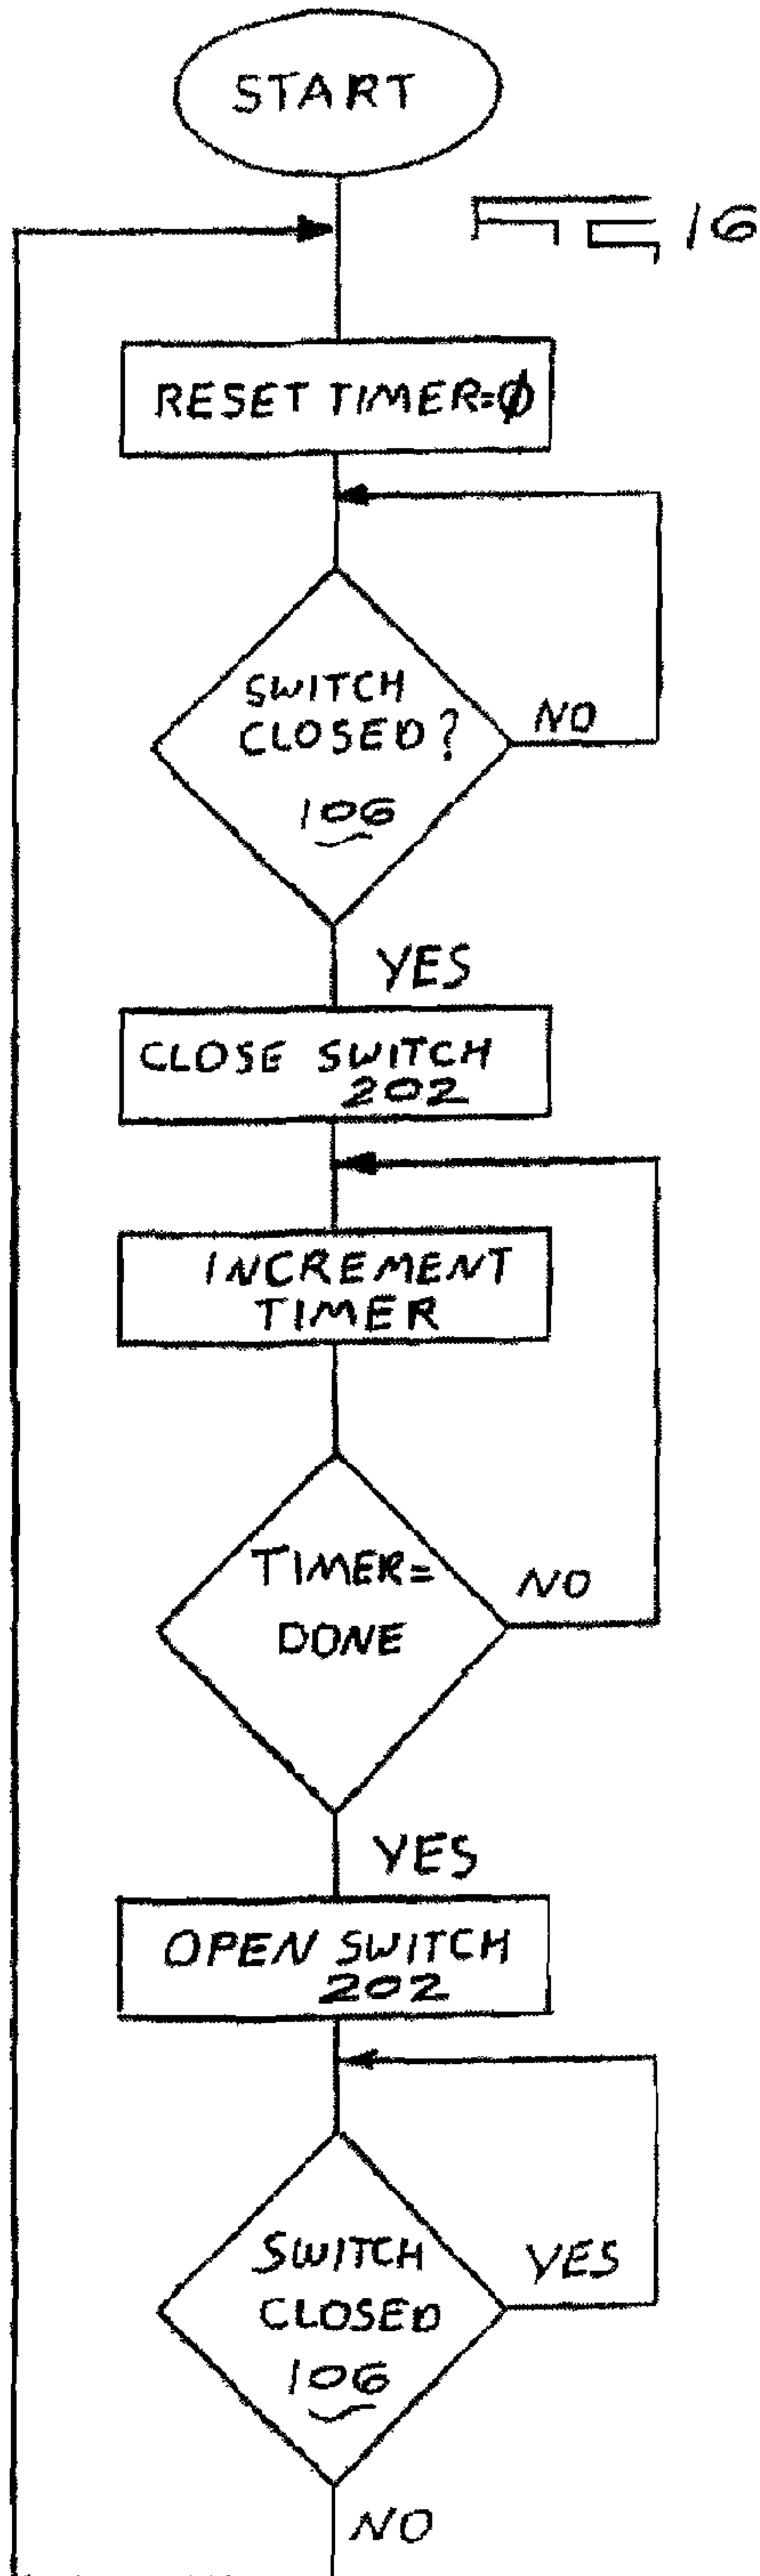 START
FIG 16
RESET TIMER=Ø
SWITCH
CLOSED?
106
NO
YES
CLOSE SWITCH
202
INCREMENT
TIMER
TIMER=
DONE
NO
YES
OPEN SWITCH
202
SWITCH
CLOSED
106
YES
NO